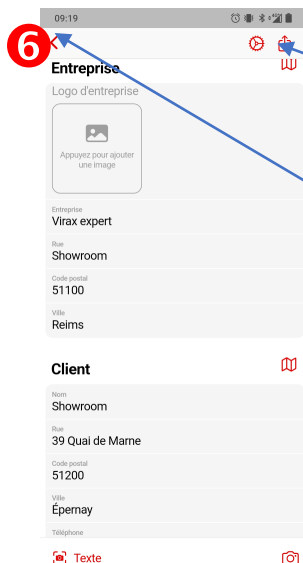 09:19
6
Entreprise
Logo d'entreprise
Appuyez pour ajouter
une image
Entreprise
Virax expert
Rue
Showroom
Code postal
51100
Ville
Reims
Client
Nom
Showroom
Rue
39 Quai de Marne
Code postal
51200
Ville
Épernay
Téléphone
Texte